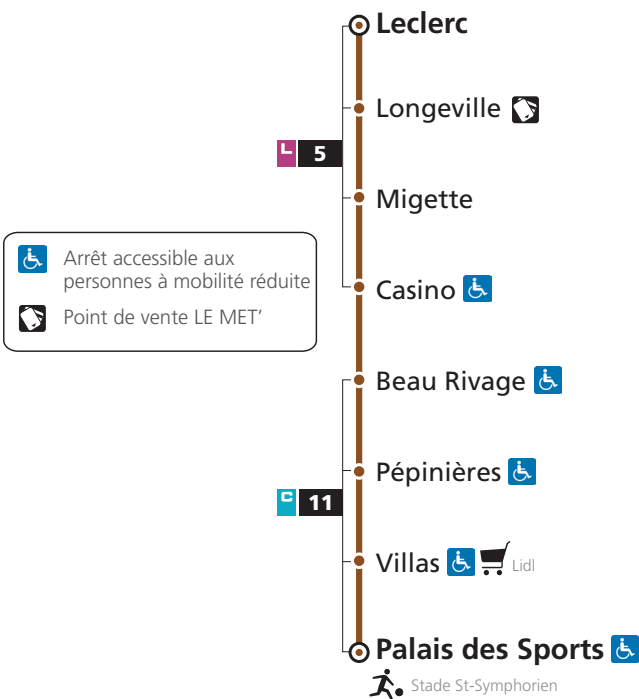 Leclerc
Longeville
L 5
Migette
Arrêt accessible aux
personnes à mobilité réduite
Point de vente LE MET’
Casino
Beau Rivage
Pépinières
C 11
Villas Lidl
Palais des Sports
Stade St-Symphorien